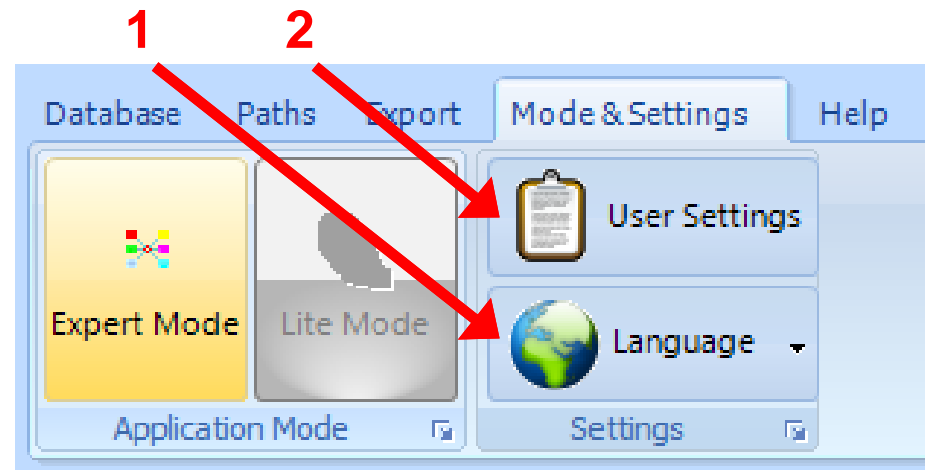 1 2
Database Paths Export Mode & Settings Help
User Settings
Expert Mode Lite Mode Language
Application Mode Settings